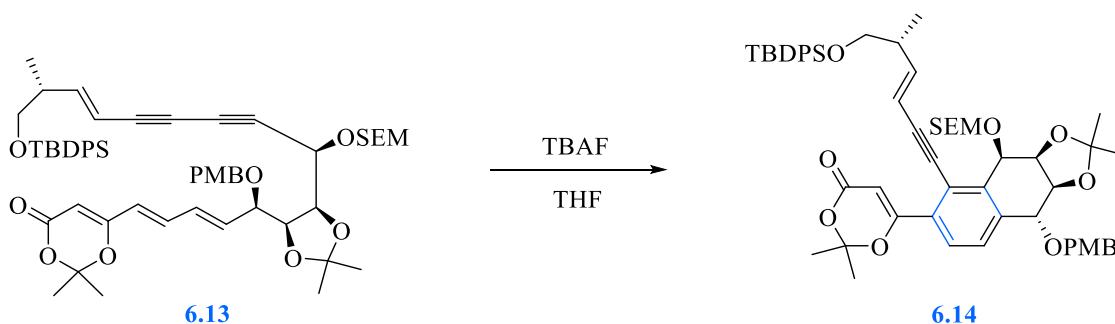 TBDPSO
OTBDPS
OSEM
PMBO
O
O
O
O
O
TBAF
THF
SEMO
O
O
O
O
O
OPMB
6.13
6.14